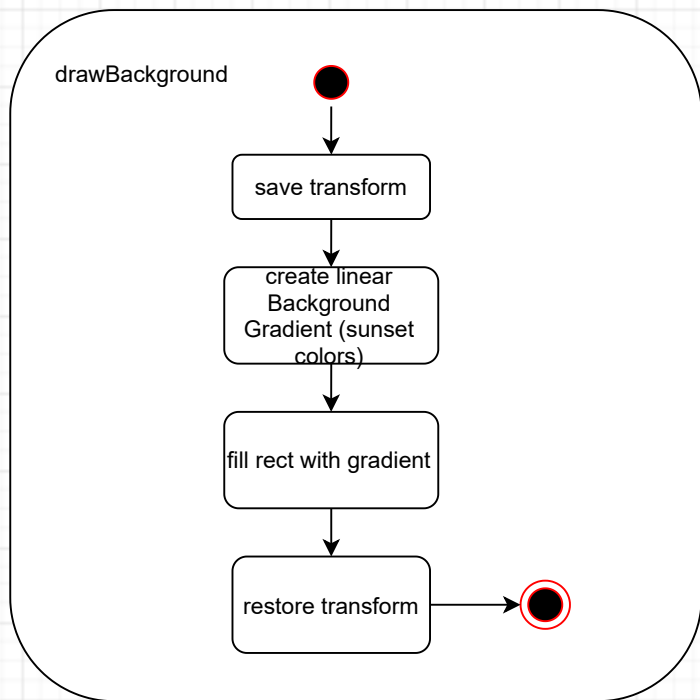 drawBackground
save transform
create linear
Background
Gradient (sunset
colors)
fill rect with gradient
restore transform